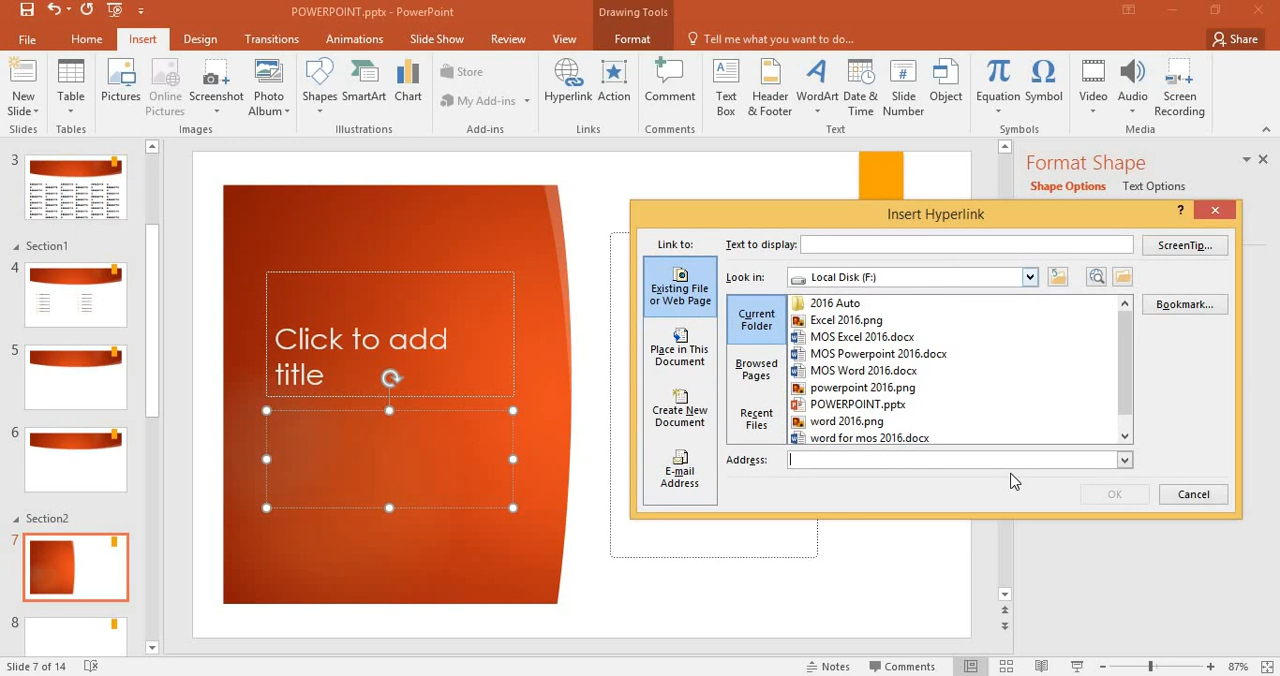 POWERPOINT.pptx - PowerPoint
Drawing Tools
File Home Insert Design Transitions Animations Slide Show Review View Format Tell me what you want to do... Share
New Slide
Table
Pictures
Online Pictures
Screenshot
Photo Album
Shapes
SmartArt
Chart
Store
My Add-ins
Hyperlink
Action
Comment
Text Box
Header & Footer
WordArt
Date & Time
Slide Number
Object
Equation
Symbol
Video
Audio
Screen Recording
Slides Tables Images Illustrations Add-ins Links Comments Text Symbols Media
3
Section1
4
5
6
Section2
7
8
Click to add
title
Format Shape
Shape Options Text Options
Insert Hyperlink
?
Link to:
Existing File or Web Page
Place in This Document
Create New Document
E-mail Address
Text to display:
ScreenTip...
Look in: Local Disk (F:)
Current Folder
Browsed Pages
Recent Files
2016 Auto
Excel 2016.png
MOS Excel 2016.docx
MOS Powerpoint 2016.docx
MOS Word 2016.docx
powerpoint 2016.png
POWERPOINT.pptx
word 2016.png
word for mos 2016.docx
Bookmark...
Address:
OK Cancel
Slide 7 of 14
Notes Comments 87%